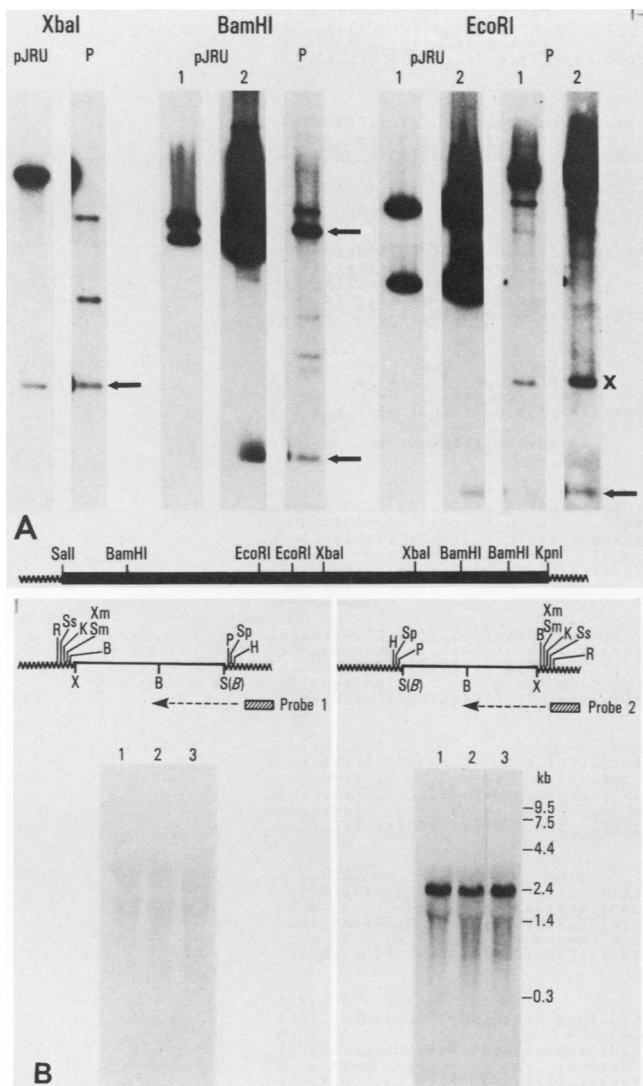 XbaI BamHI EcoRI
pJRU P pJRU P pJRU P
1 2 1 2 1 2
X
A
SalI BamHI EcoRI EcoRI XbaI XbaI BamHI BamHI KpnI
R Ss K Xm Sm B P Sp H
X B S(B)
Probe 1
1 2 3
H Sp P B Xm Sm Ss K R
S(B) B X
Probe 2
1 2 3
kb
–9.5
–7.5
–4.4
–2.4
–1.4
–0.3
B